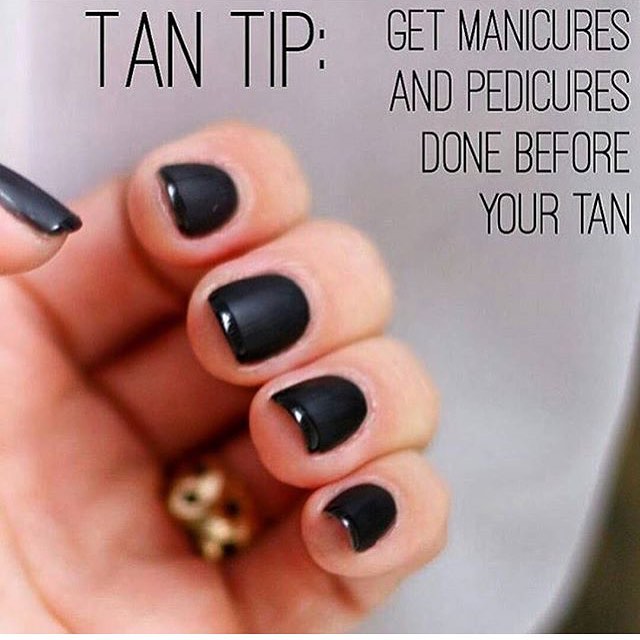 TAN TIP:
GET MANICURES
AND PEDICURES
DONE BEFORE
YOUR TAN